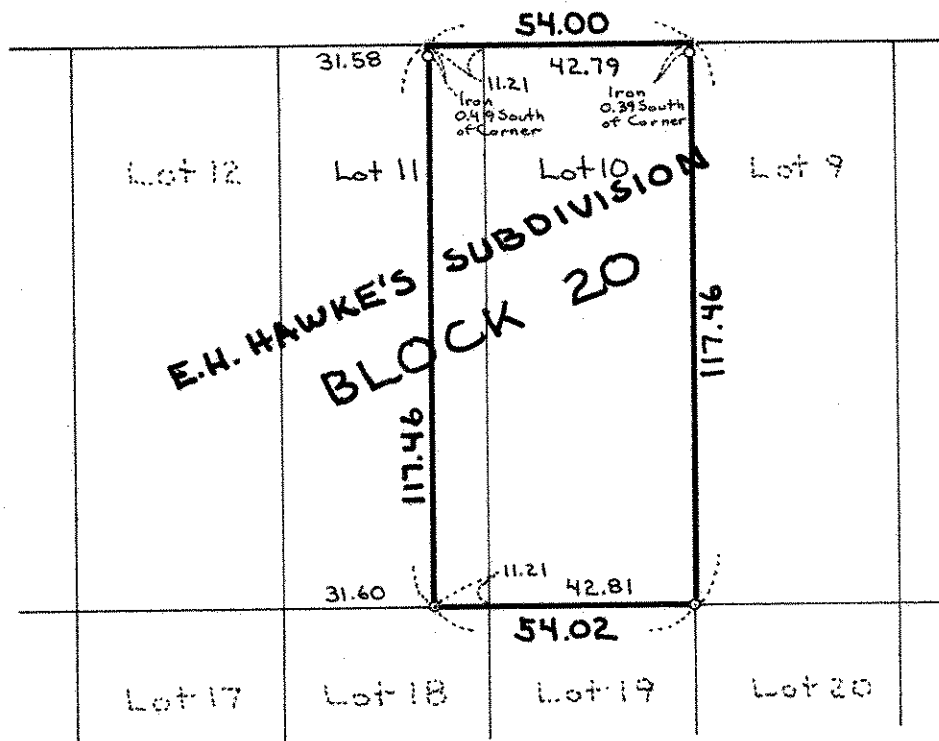 54.00
31.58
42.79
11.21
Iron
0.49 South
of Corner
Iron
0.39 South
of Corner
Lot 12
Lot 11
Lot 10
Lot 9
E.H. HAWKE'S SUBDIVISION
BLOCK 20
117.46
117.46
31.60
11.21
42.81
54.02
Lot 17
Lot 18
Lot 19
Lot 20